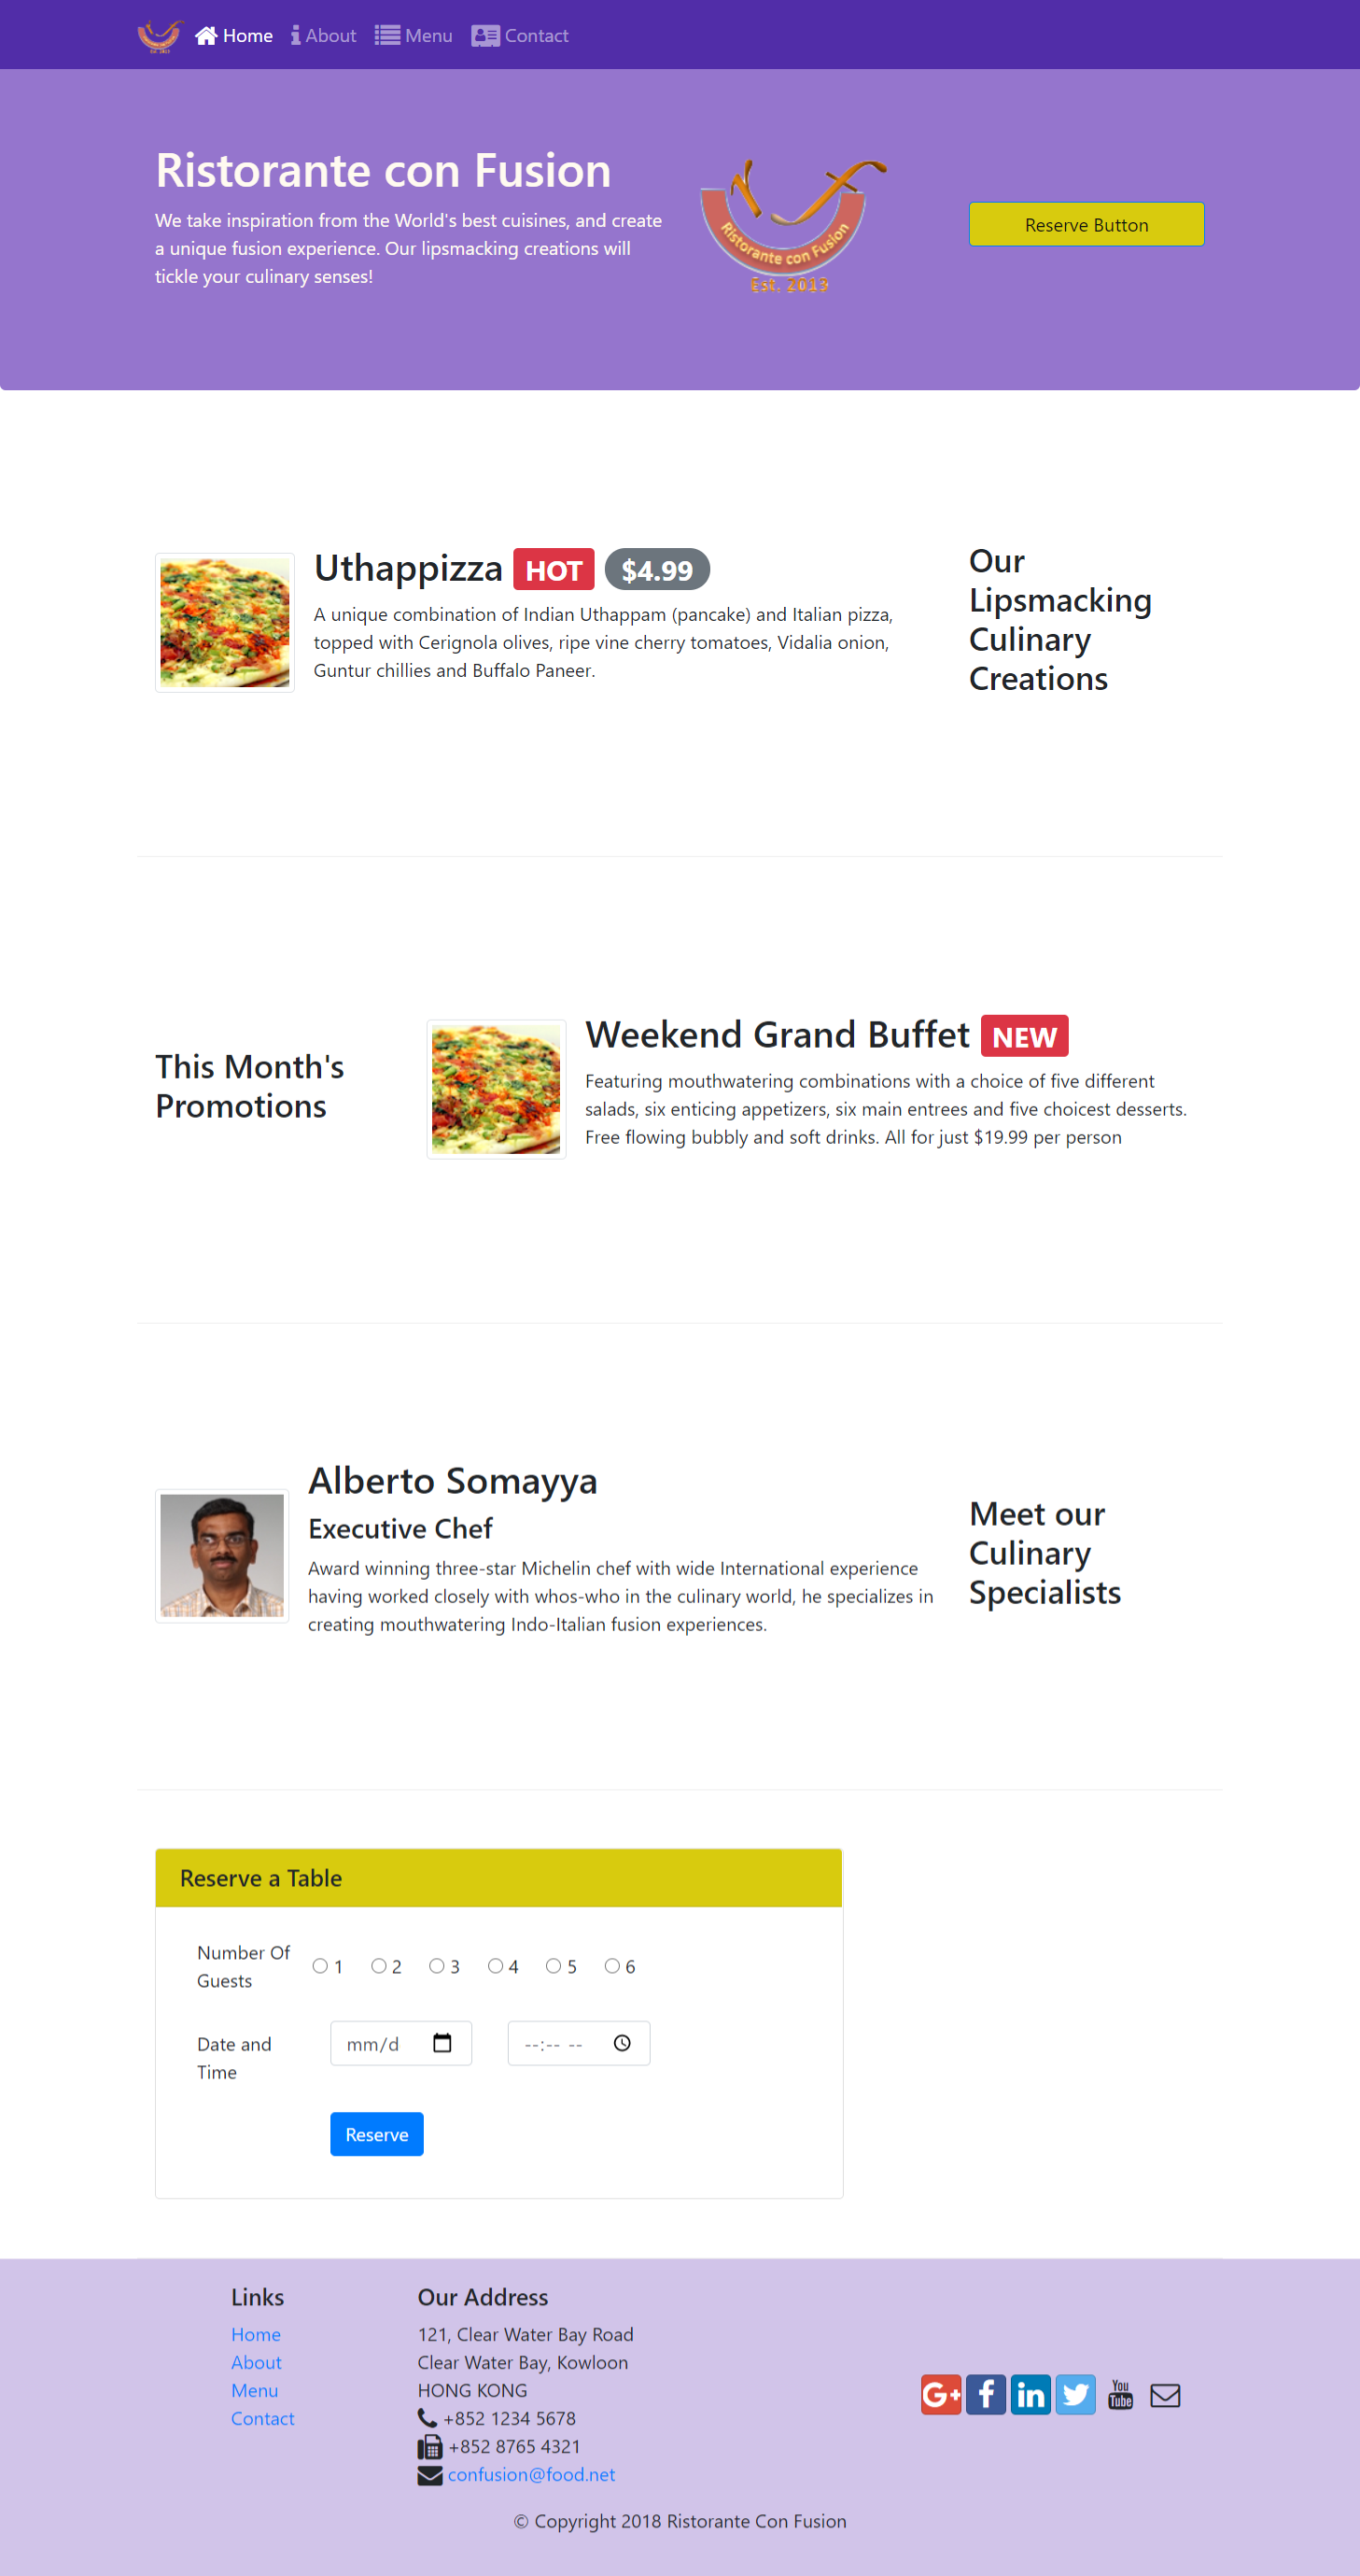 Home About Menu Contact
Ristorante con Fusion
We take inspiration from the World's best cuisines, and create
a unique fusion experience. Our lipsmacking creations will
tickle your culinary senses!
Ristorante con Fusion
Est. 2013
Reserve Button
Uthappizza HOT $4.99
A unique combination of Indian Uthappam (pancake) and Italian pizza,
topped with Cerignola olives, ripe vine cherry tomatoes, Vidalia onion,
Guntur chillies and Buffalo Paneer.
Our
Lipsmacking
Culinary
Creations
This Month's
Promotions
Weekend Grand Buffet NEW
Featuring mouthwatering combinations with a choice of five different
salads, six enticing appetizers, six main entrees and five choicest desserts.
Free flowing bubbly and soft drinks. All for just $19.99 per person
Alberto Somayya
Executive Chef
Award winning three-star Michelin chef with wide International experience
having worked closely with whos-who in the culinary world, he specializes in
creating mouthwatering Indo-Italian fusion experiences.
Meet our
Culinary
Specialists
Reserve a Table
Number Of
Guests
1 2 3 4 5 6
Date and
Time
mm/d
--:-- --
Reserve
Links
Home
About
Menu
Contact
Our Address
121, Clear Water Bay Road
Clear Water Bay, Kowloon
HONG KONG
+852 1234 5678
+852 8765 4321
confusion@food.net
G+ f in You
Tube
© Copyright 2018 Ristorante Con Fusion